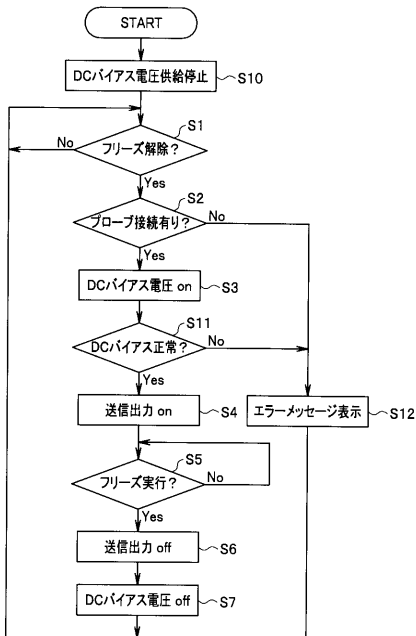 START
DCバイアス電圧供給停止
S10
S1
No
フリーズ解除？
Yes
S2
プローブ接続有り？
No
Yes
DCバイアス電圧 on
S3
S11
DCバイアス正常？
No
Yes
送信出力 on
S4
エラーメッセージ表示
S12
S5
フリーズ実行？
No
Yes
送信出力 off
S6
DCバイアス電圧 off
S7